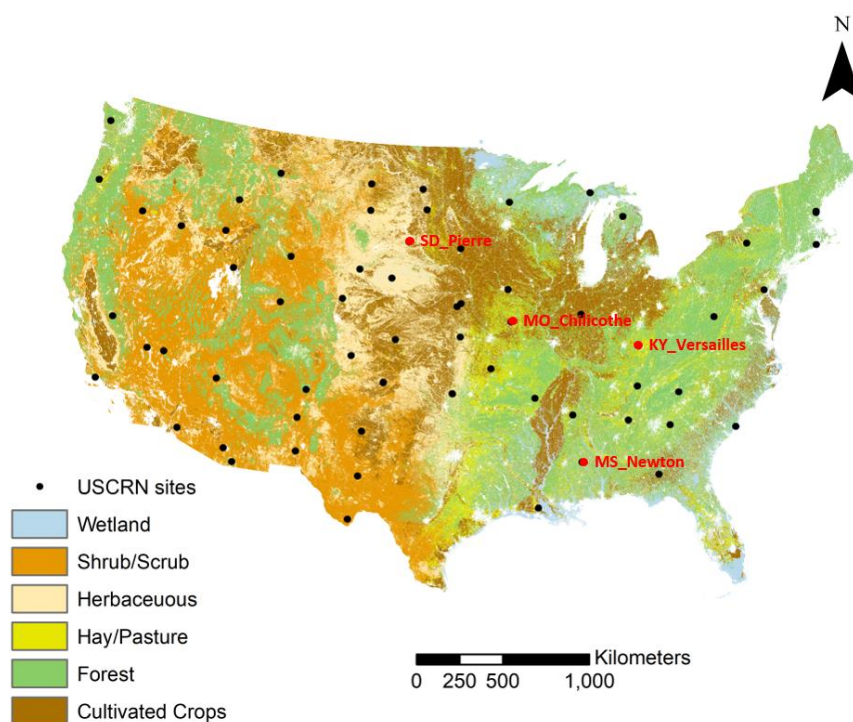 N
SD_Pierre
MO_Chilicothe
KY_Versailles
MS_Newton
USCRN sites
Wetland
Shrub/Scrub
Herbaceuous
Hay/Pasture
Forest
Cultivated Crops
Kilometers
0 250 500 1,000